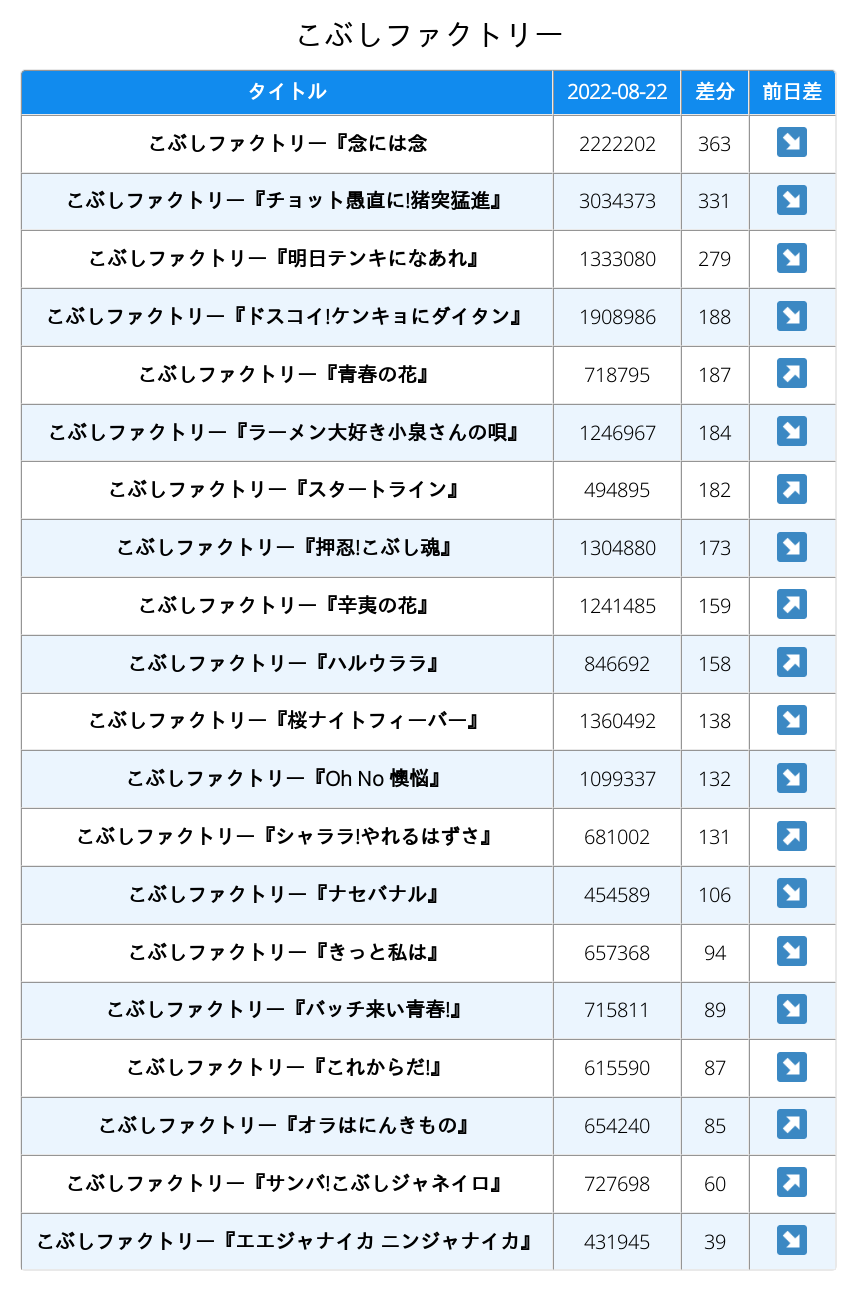 こぶしファクトリー
タイトル 2022-08-22 差分 前日差
こぶしファクトリー『念には念 2222202 363 ↘
こぶしファクトリー『チョット愚直に!猪突猛進』 3034373 331 ↘
こぶしファクトリー『明日テンキになあれ』 1333080 279 ↘
こぶしファクトリー『ドスコイ!ケンキョにダイタン』 1908986 188 ↘
こぶしファクトリー『青春の花』 718795 187 ↗
こぶしファクトリー『ラーメン大好き小泉さんの唄』 1246967 184 ↘
こぶしファクトリー『スタートライン』 494895 182 ↗
こぶしファクトリー『押忍!こぶし魂』 1304880 173 ↘
こぶしファクトリー『辛夷の花』 1241485 159 ↗
こぶしファクトリー『ハルウララ』 846692 158 ↗
こぶしファクトリー『桜ナイトフィーバー』 1360492 138 ↘
こぶしファクトリー『Oh No 懊悩』 1099337 132 ↘
こぶしファクトリー『シャララ!やれるはずさ』 681002 131 ↗
こぶしファクトリー『ナセバナル』 454589 106 ↘
こぶしファクトリー『きっと私は』 657368 94 ↘
こぶしファクトリー『バッチ来い青春!』 715811 89 ↘
こぶしファクトリー『これからだ!』 615590 87 ↘
こぶしファクトリー『オラはにんきもの』 654240 85 ↗
こぶしファクトリー『サンバ!こぶしジャネイロ』 727698 60 ↗
こぶしファクトリー『エエジャナイカ ニンジャナイカ』 431945 39 ↘